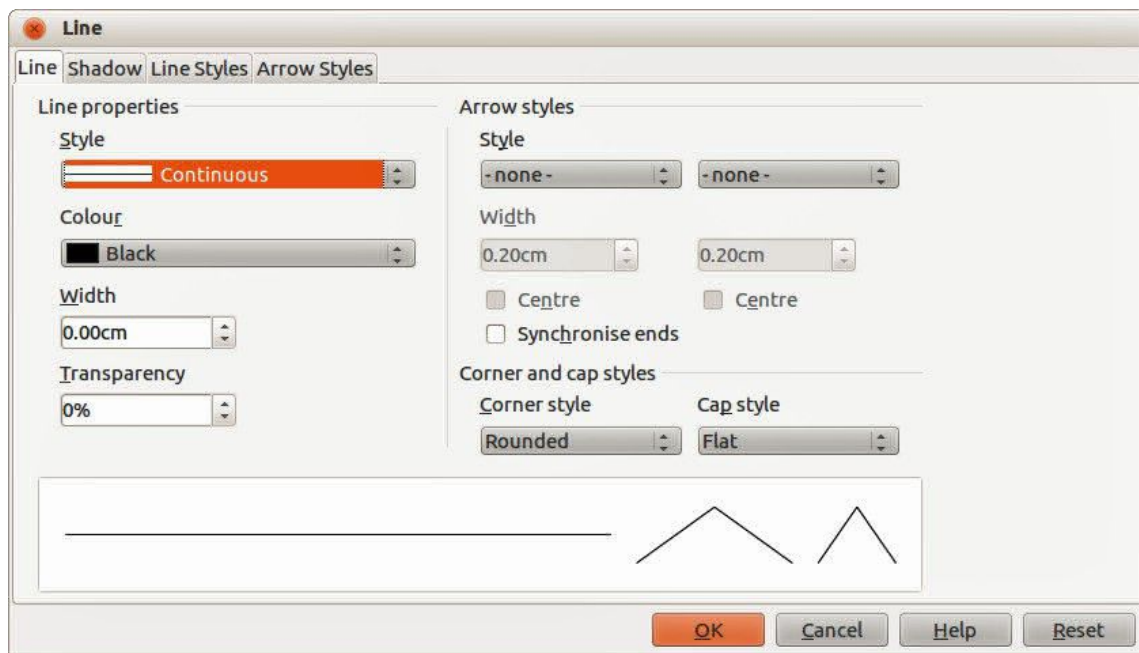 Line
Line Shadow Line Styles Arrow Styles
Line properties
Style
Continuous
Colour
Black
Width
0.00cm
Transparency
0%
Arrow styles
Style
-none- -none-
Width
0.20cm 0.20cm
Centre Centre
Synchronise ends
Corner and cap styles
Corner style Cap style
Rounded Flat
OK Cancel Help Reset